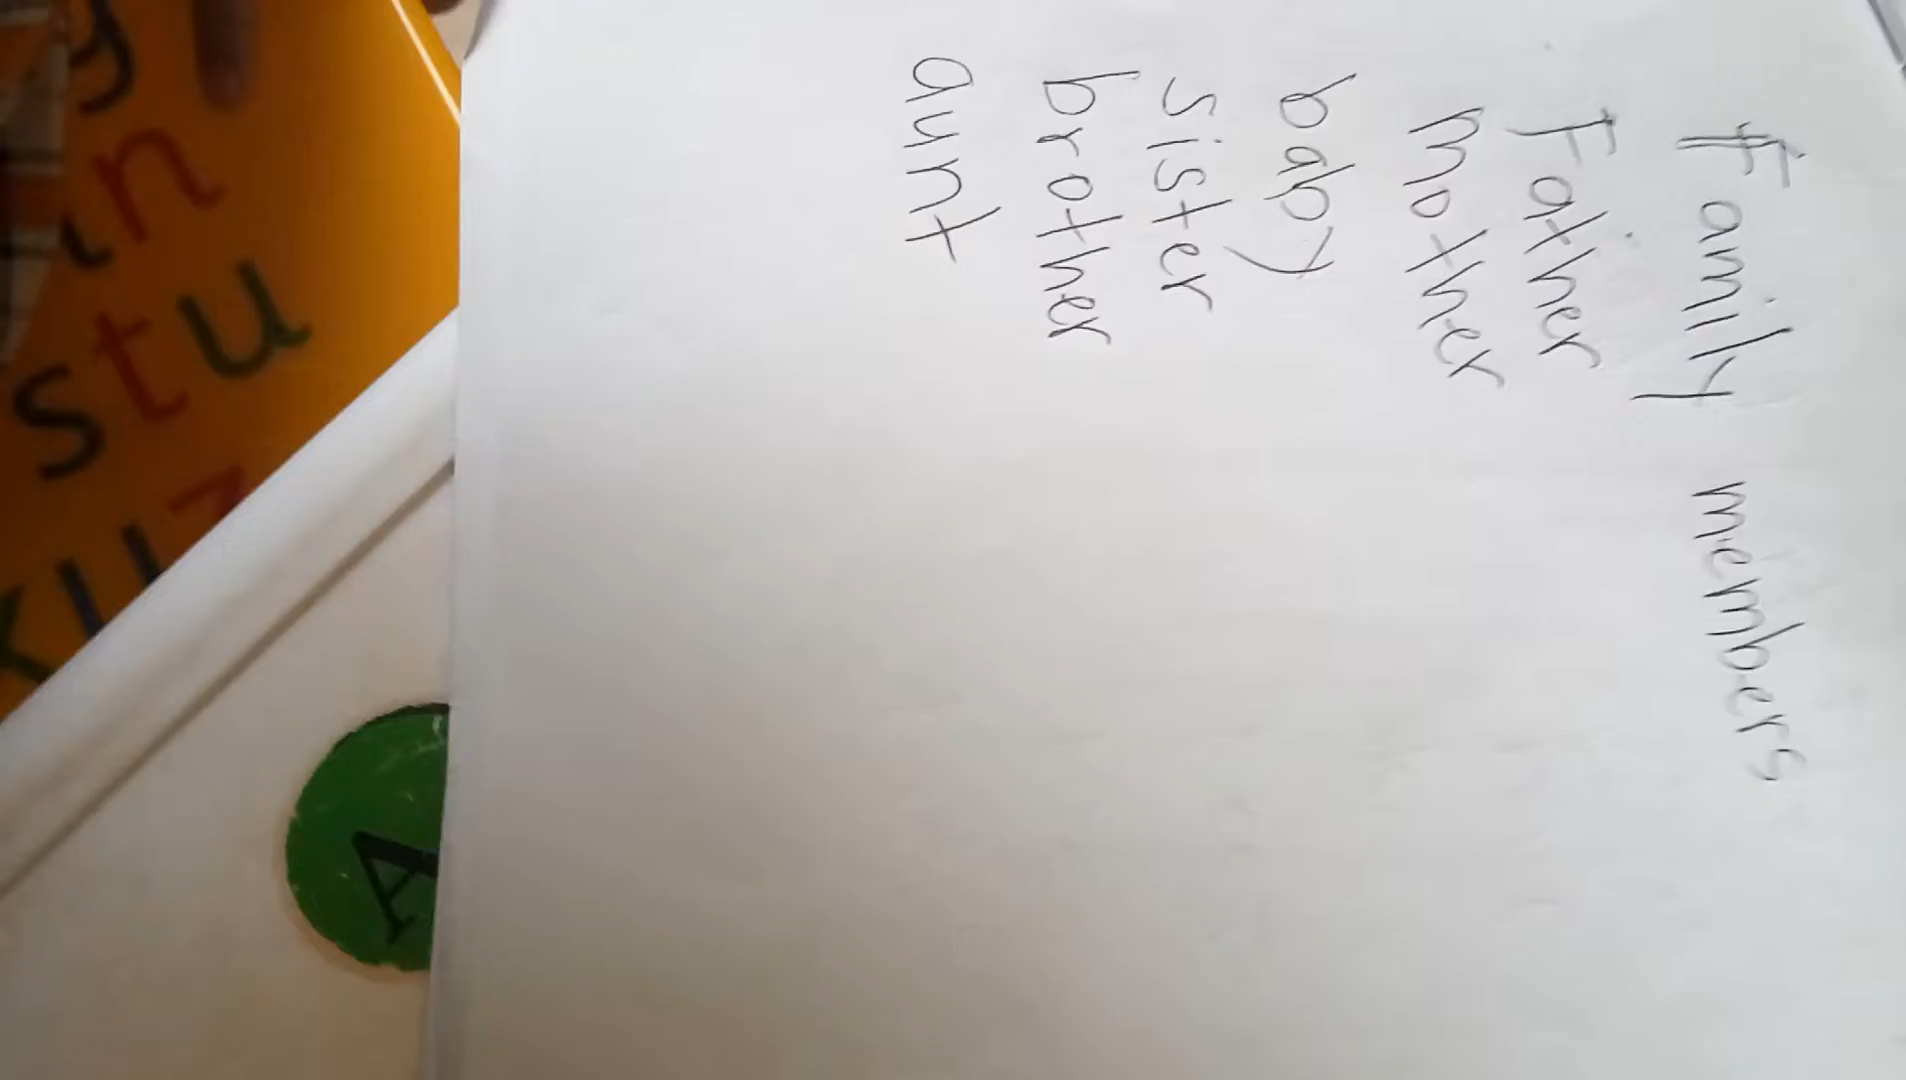 Family members
Father
mother
baby
sister
brother
aunt
y
n
s t u
z
A